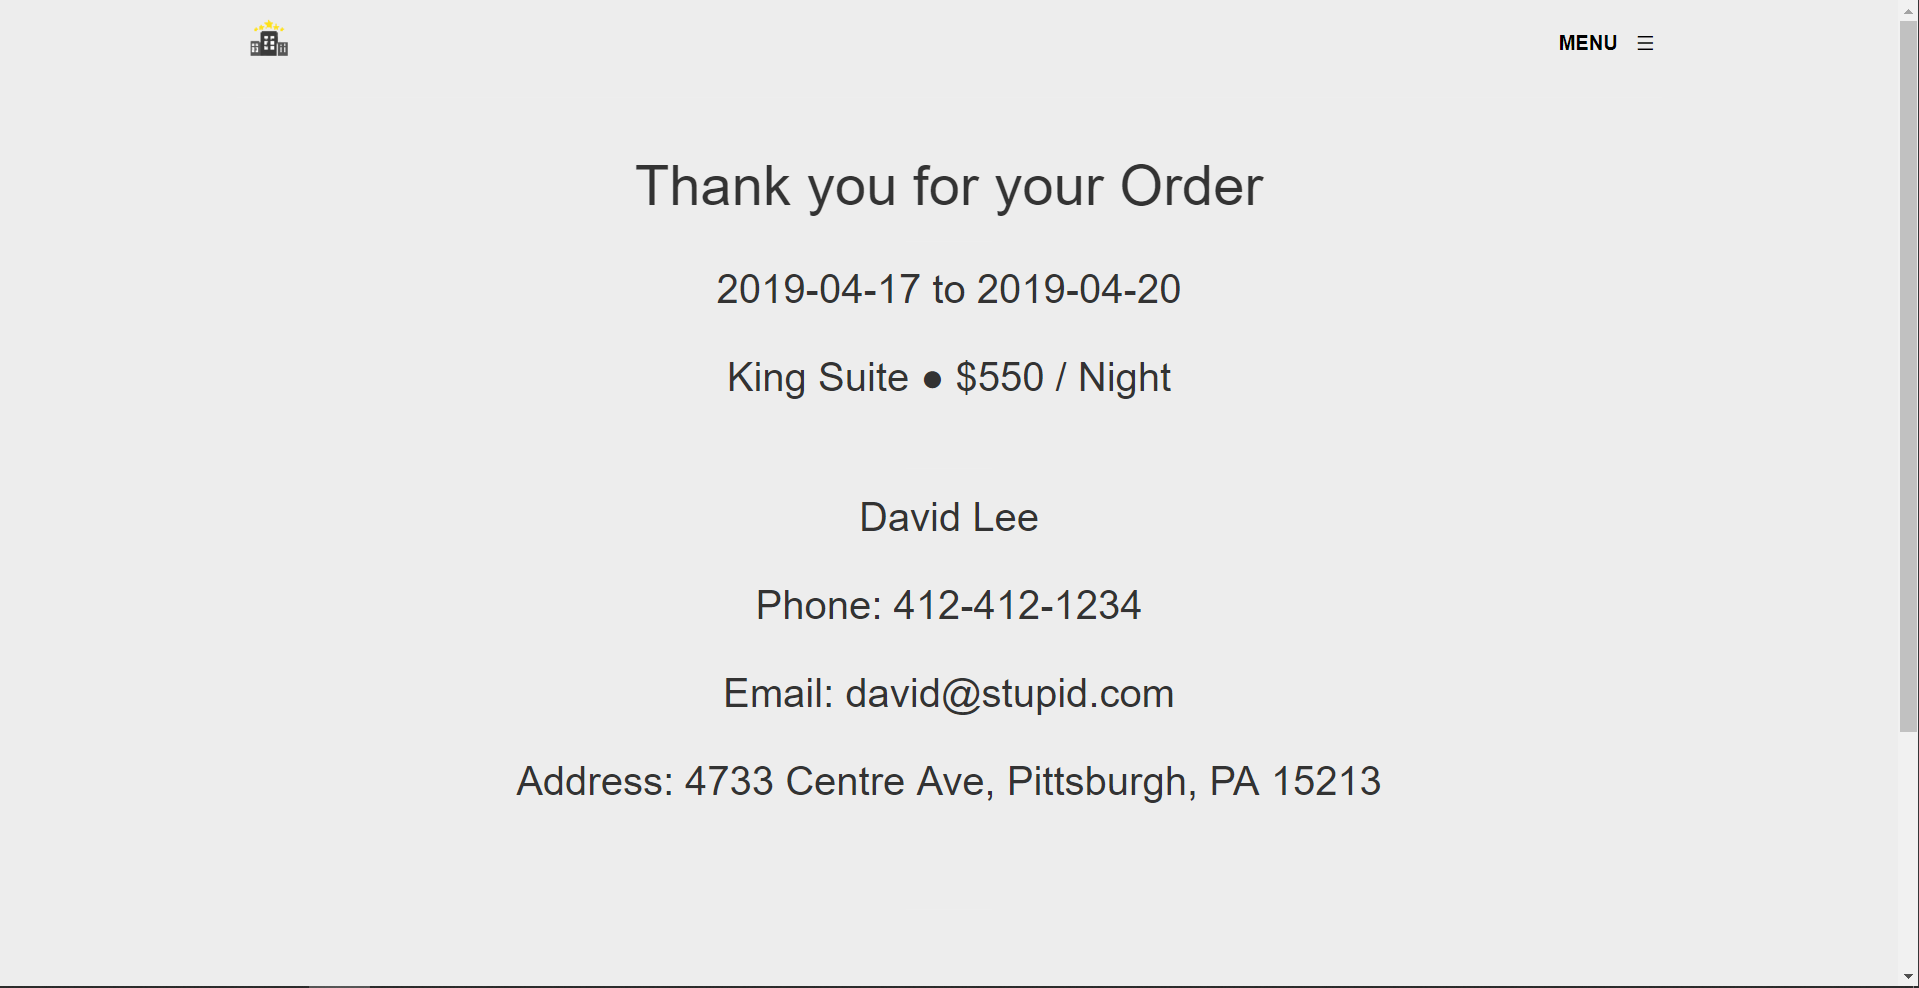 MENU
Thank you for your Order
2019-04-17 to 2019-04-20
King Suite ● $550 / Night
David Lee
Phone: 412-412-1234
Email: david@stupid.com
Address: 4733 Centre Ave, Pittsburgh, PA 15213